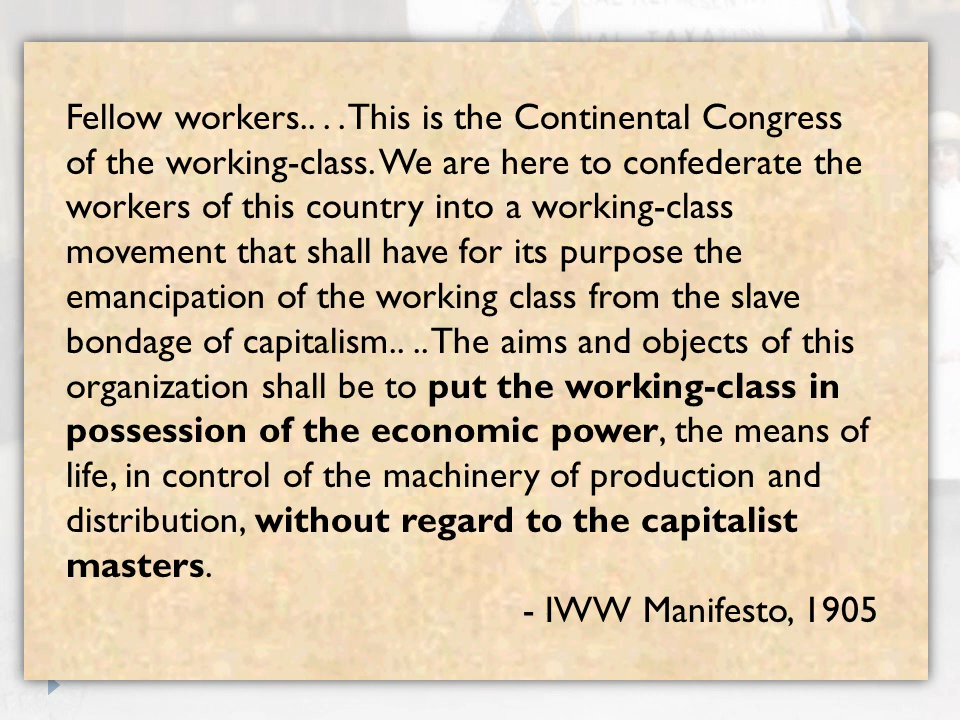 TAXATION
Fellow workers.. . . This is the Continental Congress
of the working-class. We are here to confederate the
workers of this country into a working-class
movement that shall have for its purpose the
emancipation of the working class from the slave
bondage of capitalism.. .. The aims and objects of this
organization shall be to put the working-class in
possession of the economic power, the means of
life, in control of the machinery of production and
distribution, without regard to the capitalist
masters.
- IWW Manifesto, 1905